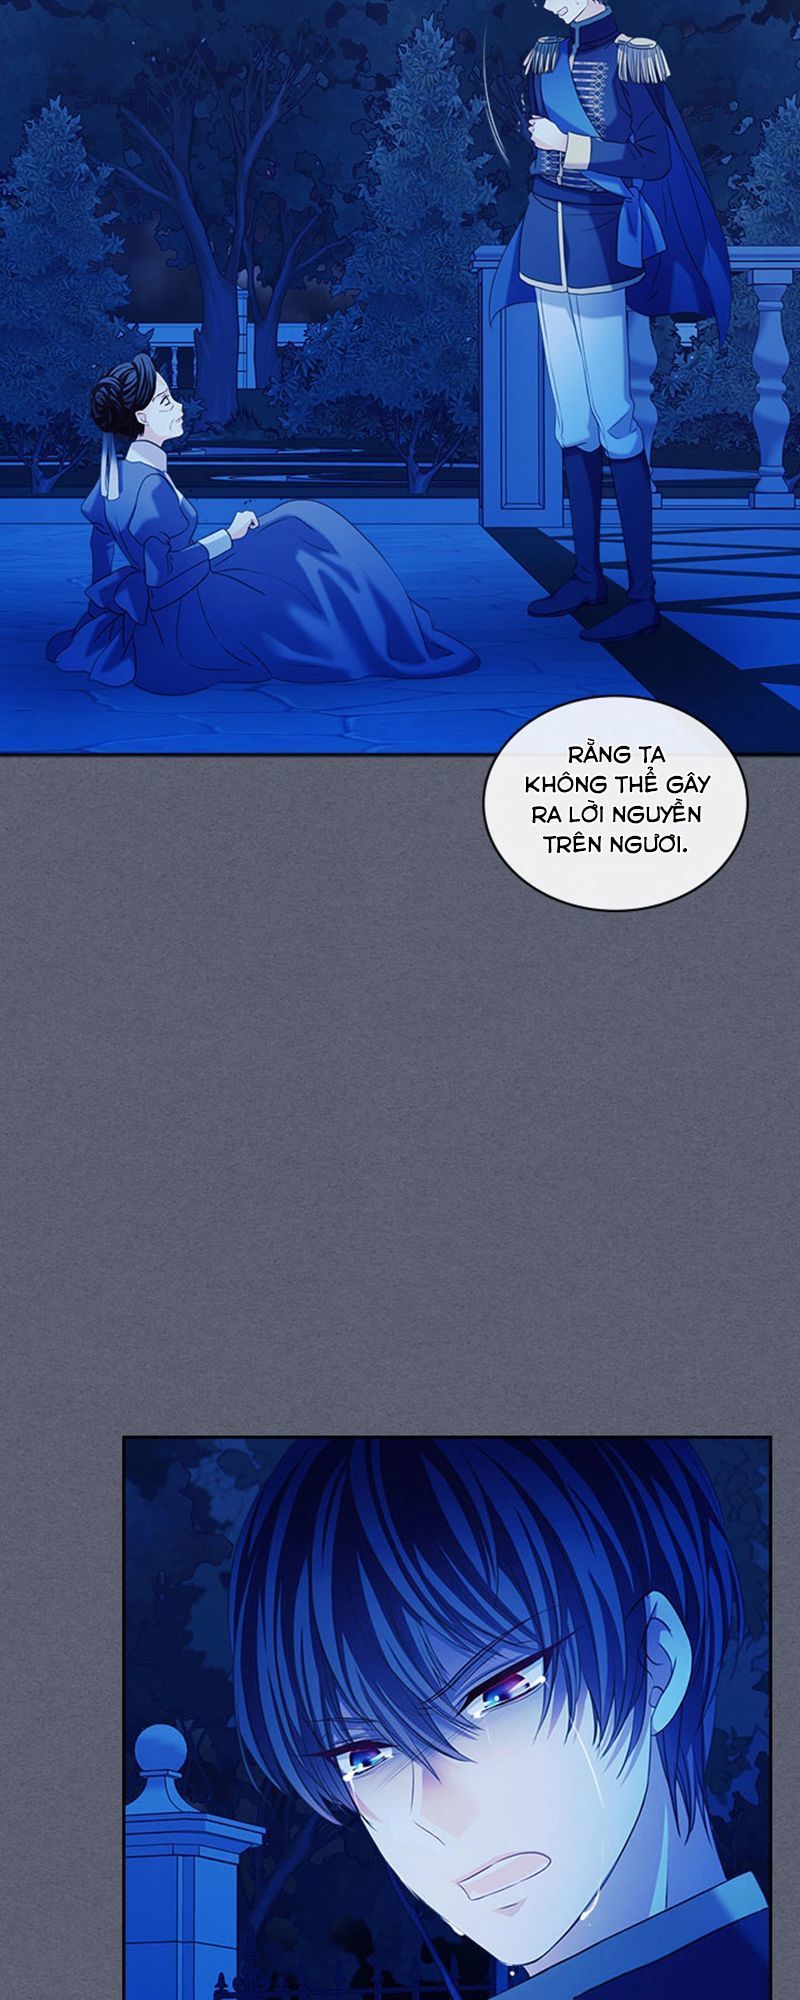 RẰNG TA
KHÔNG THỂ GÂY
RA LỜI NGUYỀN
TRÊN NGƯƠI.